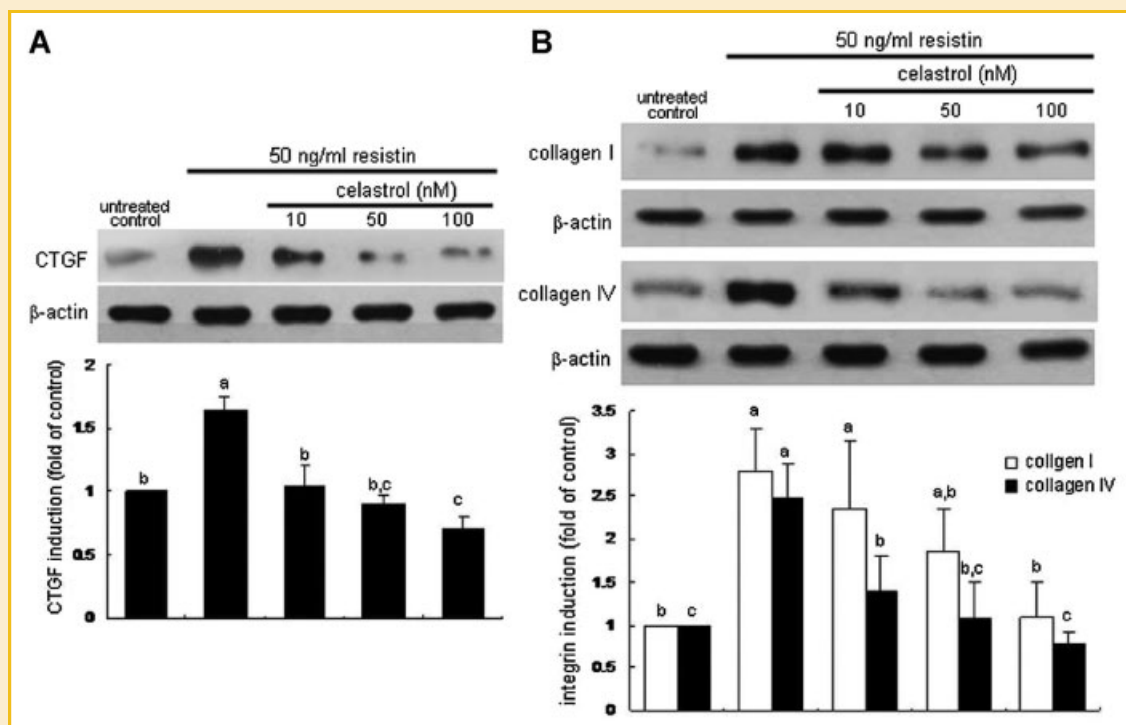 A
50 ng/ml resistin
celastrol (nM)
untreated
control
10 50 100
CTGF
β-actin
CTGF induction (fold of control)
2
1.5
1
0.5
0
b
a
b
b,c
c
B
50 ng/ml resistin
celastrol (nM)
untreated
control
10 50 100
collagen I
β-actin
collagen IV
β-actin
integrin induction (fold of control)
3.5
3
2.5
2
1.5
1
0.5
0
b c
a a
a b
a,b b,c
b c
collgen I
collagen IV